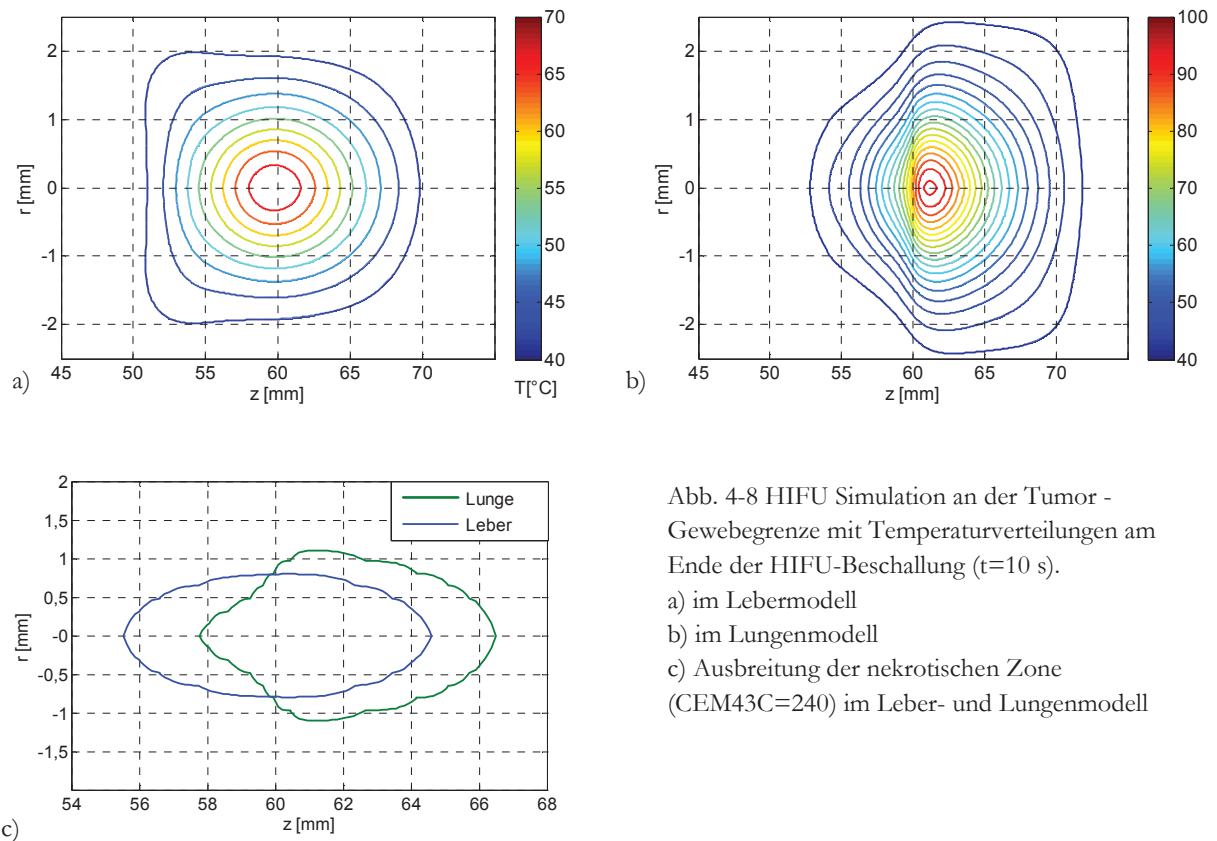 2
1
0
-1
-2
r [mm]
45 50 55 60 65 70
z [mm]
70
65
60
55
50
45
40
T[°C]
a)
2
1
0
-1
-2
r [mm]
45 50 55 60 65 70
z [mm]
100
90
80
70
60
50
40
b)
2
1,5
1
0,5
-0
-0,5
-1
-1,5
r [mm]
54 56 58 60 62 64 66 68
z [mm]
Lunge
Leber
c)
Abb. 4-8 HIFU Simulation an der Tumor -
Gewebegrenze mit Temperaturverteilungen am
Ende der HIFU-Beschallung (t=10 s).
a) im Lebermodell
b) im Lungenmodell
c) Ausbreitung der nekrotischen Zone
(CEM43C=240) im Leber- und Lungenmodell